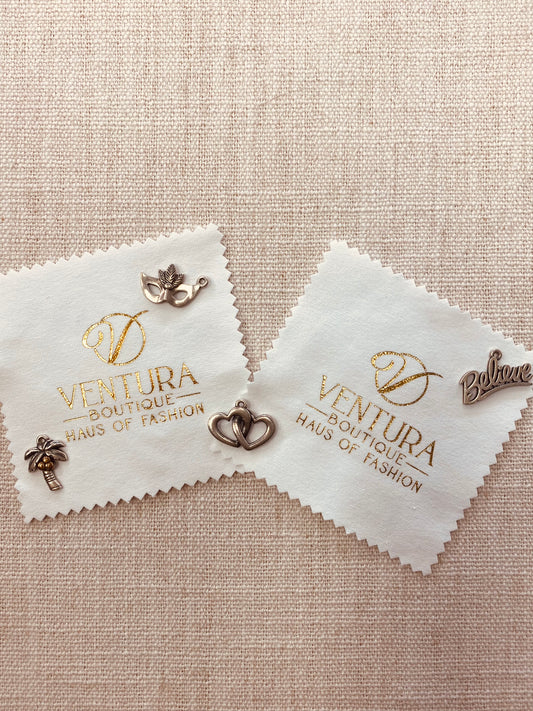 VENTURA
BOUTIQUE
HAUS OF FASHION
VENTURA
BOUTIQUE
HAUS OF FASHION
Believe